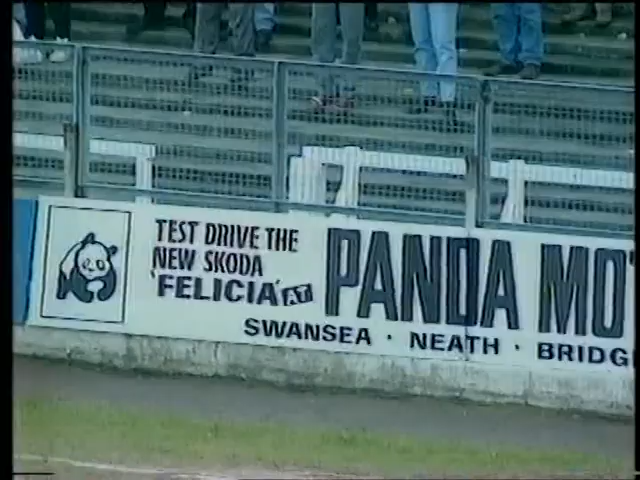 TEST DRIVE THE
NEW SKODA
'FELICIA' AT
PANDA MO
SWANSEA · NEATH · BRIDG